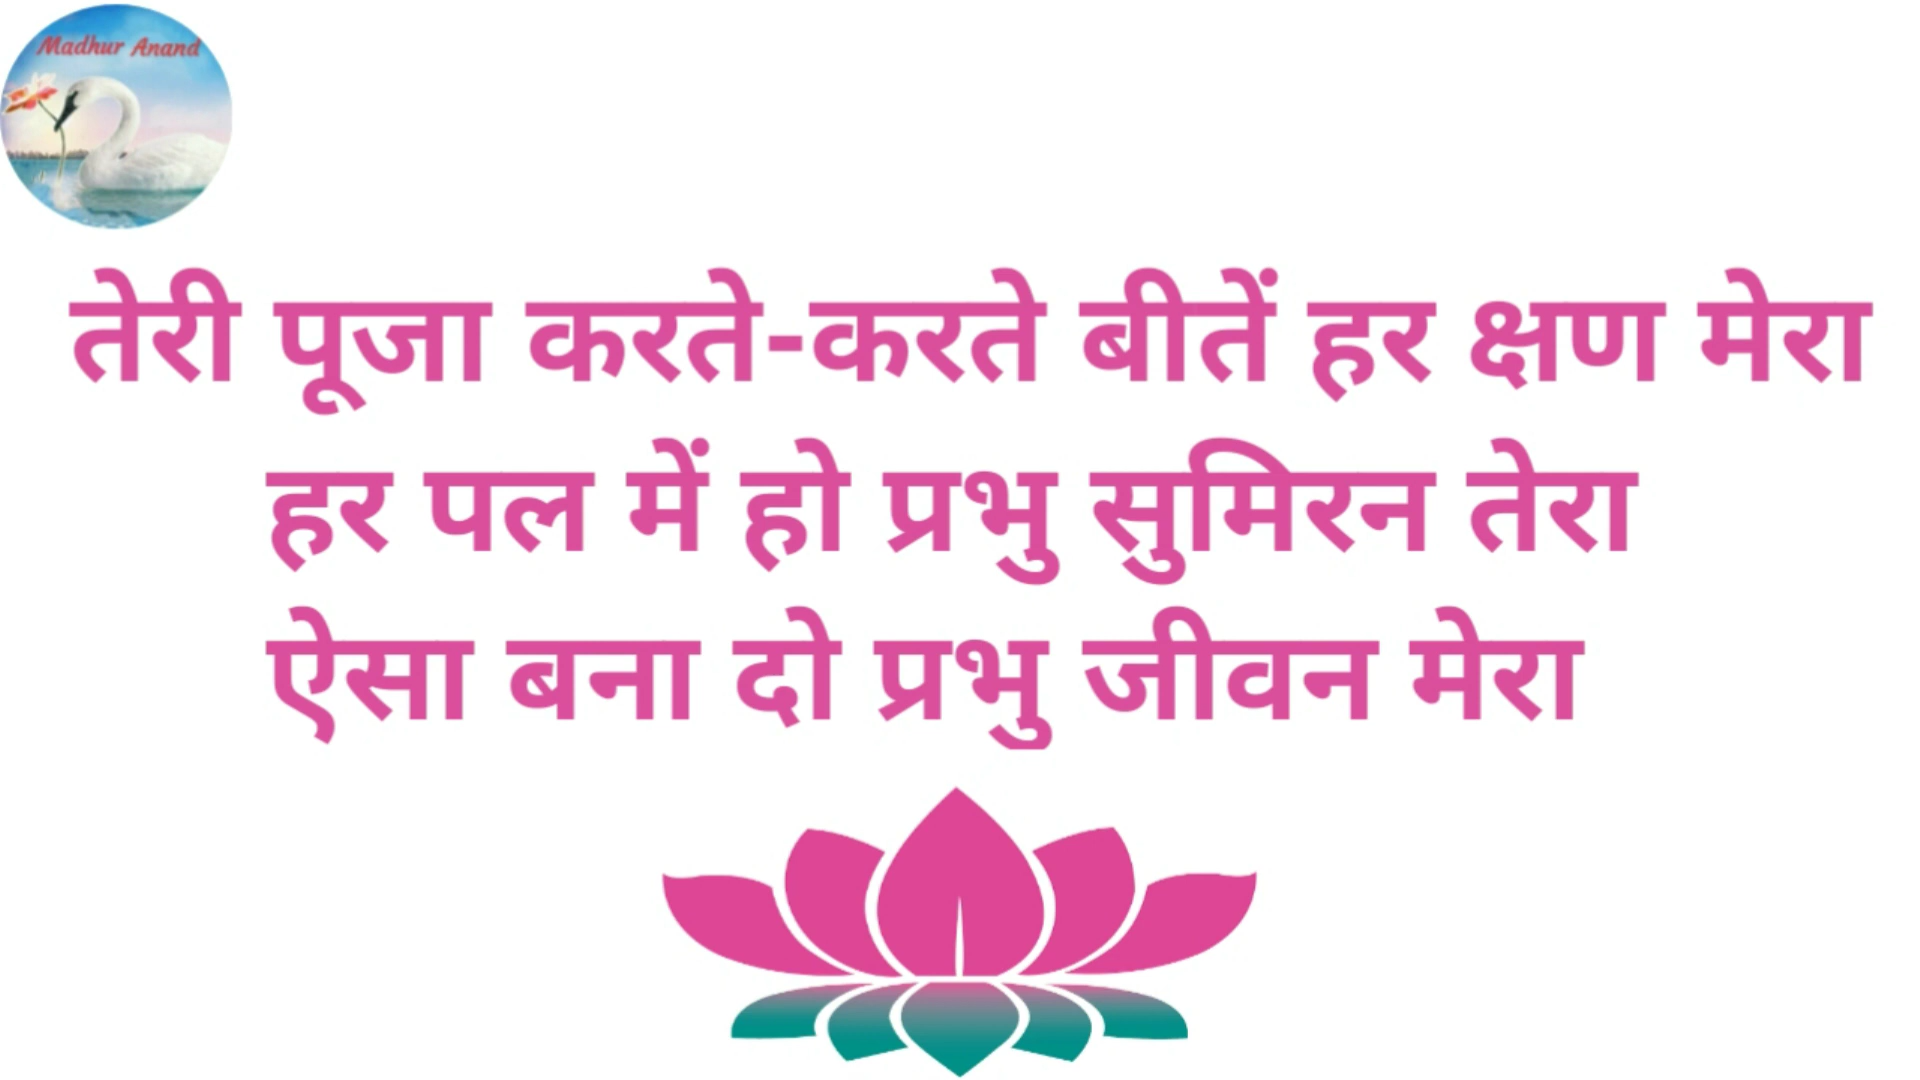 Madhur Anand
तेरी पूजा करते-करते बीतें हर क्षण मेरा
हर पल में हो प्रभु सुमिरन तेरा
ऐसा बना दो प्रभु जीवन मेरा